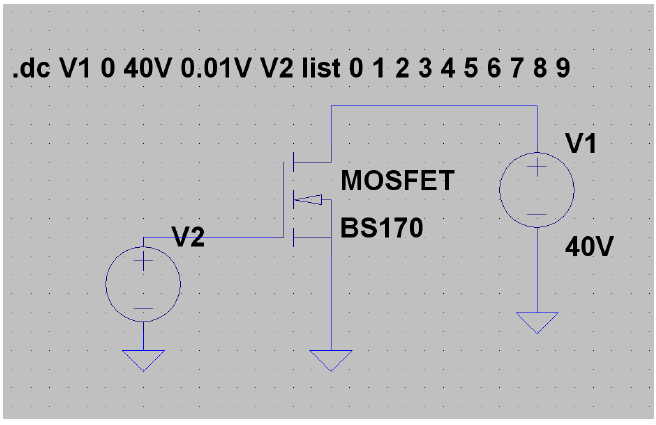 .dc V1 0 40V 0.01V V2 list 0 1 2 3 4 5 6 7 8 9
V1
MOSFET
V2
BS170
40V